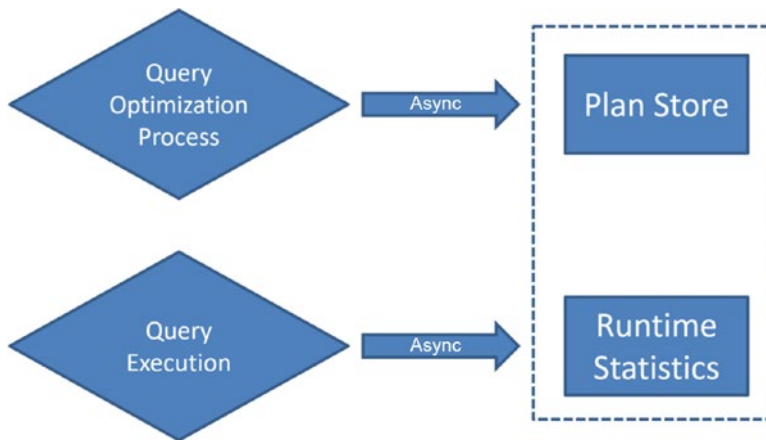 Query
Optimization
Process
Async
Plan Store
Query
Execution
Async
Runtime
Statistics